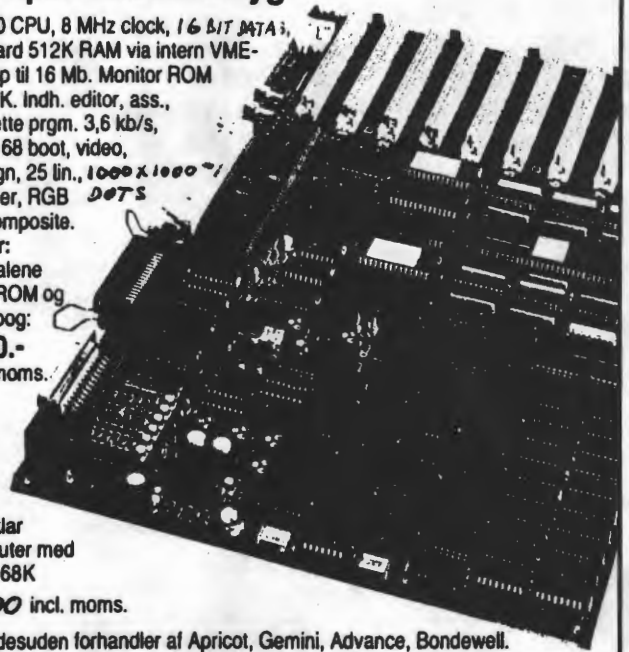 0 CPU, 8 MHz clock, 16 BIT DATA
ard 512K RAM via intern VME-
p til 16 Mb. Monitor ROM
K. Indh. editor, ass.,
ette prgm. 3,6 kb/s,
68 boot, video,
gn, 25 lin., 1000 X 1000
er, RGB DOTS
omposite.
r:
alene
ROM og
oog:
0.-
moms.
klar
uter med
68K
00 incl. moms.
desuden forhandler af Apricot, Gemini, Advance, Bondewell.